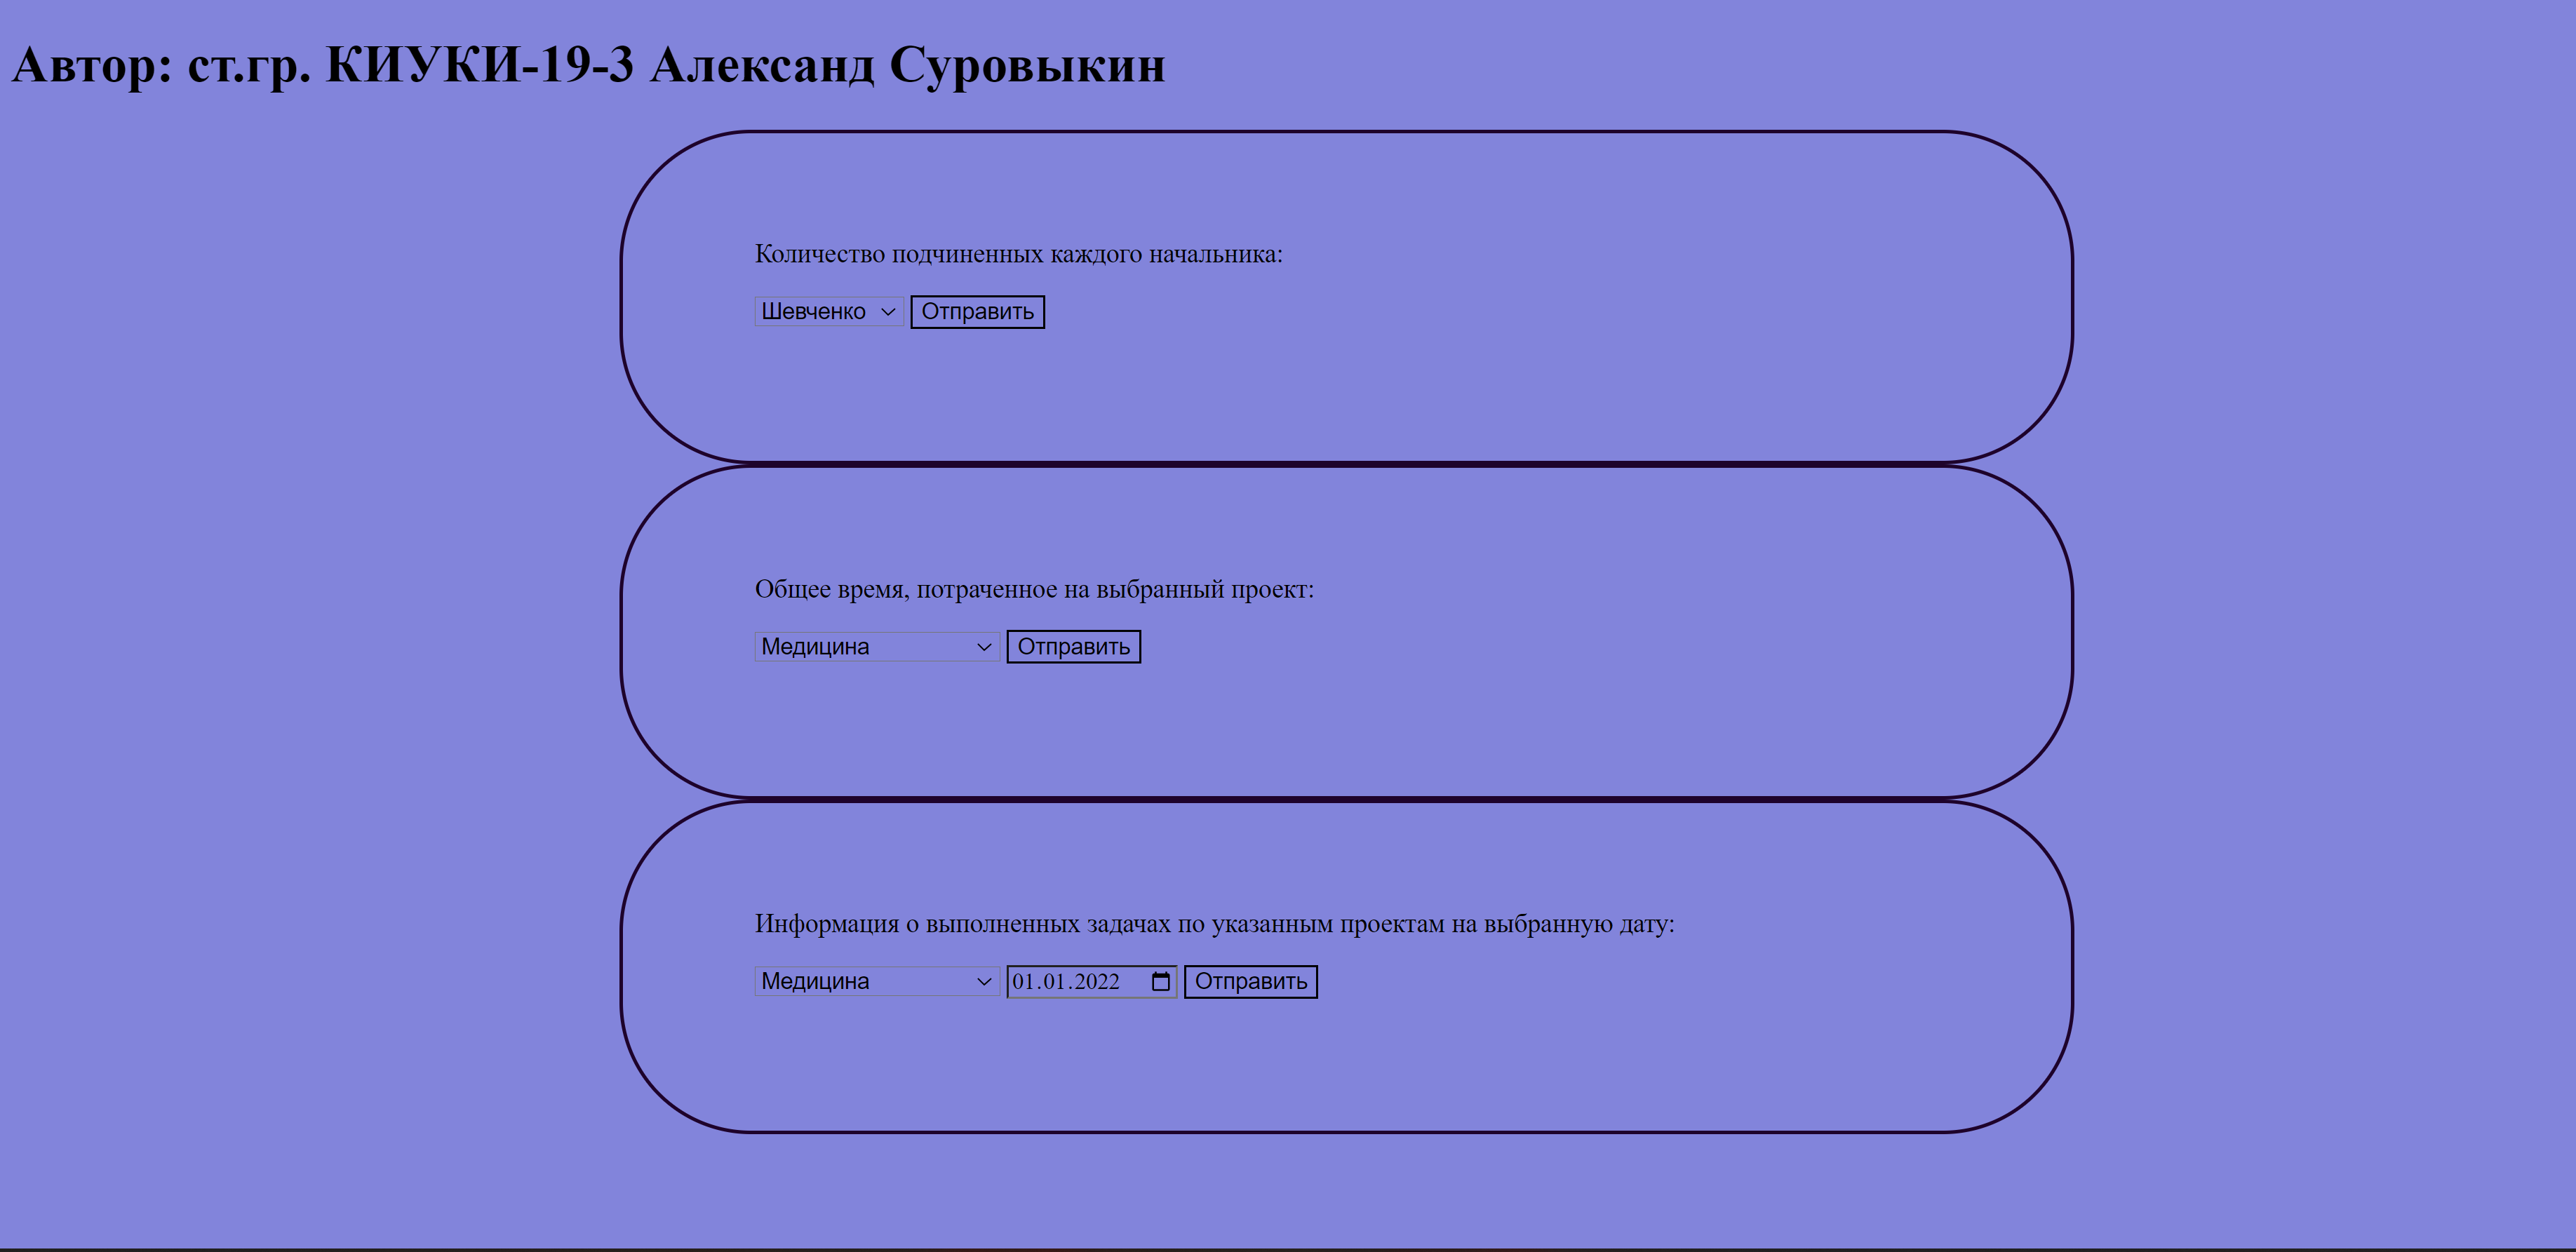 Автор: ст.гр. КИУКИ-19-3 Александ Суровыкин
Количество подчиненных каждого начальника:
Шевченко Отправить
Общее время, потраченное на выбранный проект:
Медицина Отправить
Информация о выполненных задачах по указанным проектам на выбранную дату:
Медицина 01.01.2022 Отправить